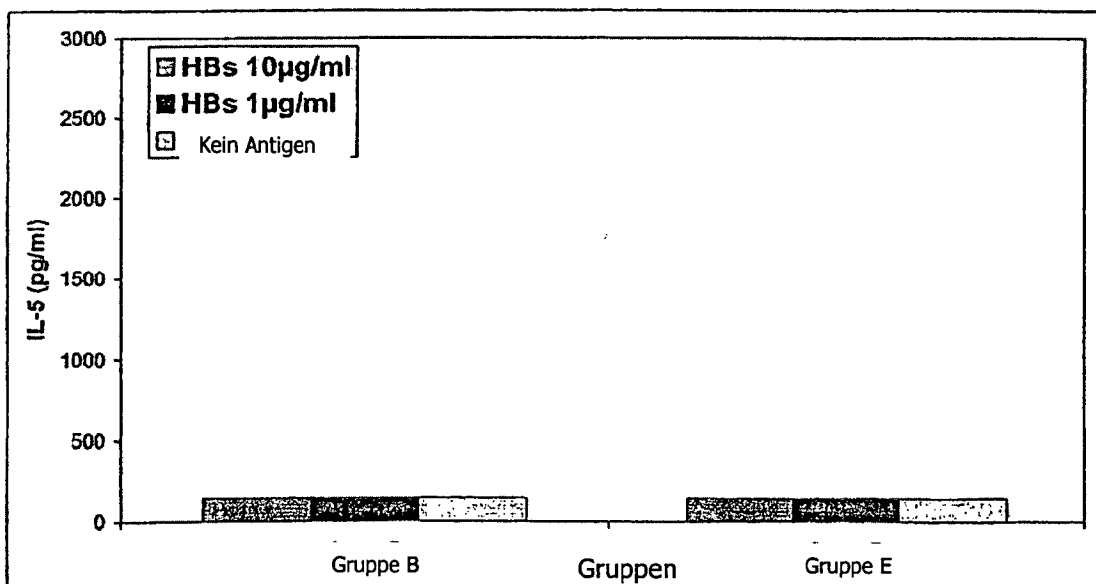 3000
HBs 10µg/ml
HBs 1µg/ml
Kein Antigen
2500
2000
1500
1000
500
0
IL-5 (pg/ml)
Gruppe B
Gruppen
Gruppe E